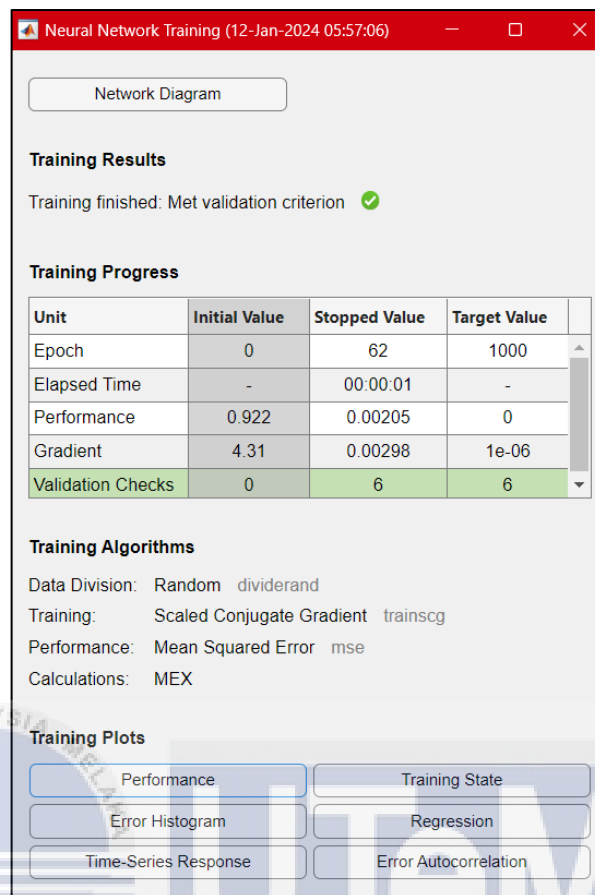 Neural Network Training (12-Jan-2024 05:57:06)
Network Diagram
Training Results
Training finished: Met validation criterion
Training Progress
Unit Initial Value Stopped Value Target Value
Epoch 0 62 1000
Elapsed Time - 00:00:01 -
Performance 0.922 0.00205 0
Gradient 4.31 0.00298 1e-06
Validation Checks 0 6 6
Training Algorithms
Data Division: Random dividerand
Training: Scaled Conjugate Gradient trainscg
Performance: Mean Squared Error mse
Calculations: MEX
Training Plots
Performance Training State
Error Histogram Regression
Time-Series Response Error Autocorrelation
UTeM